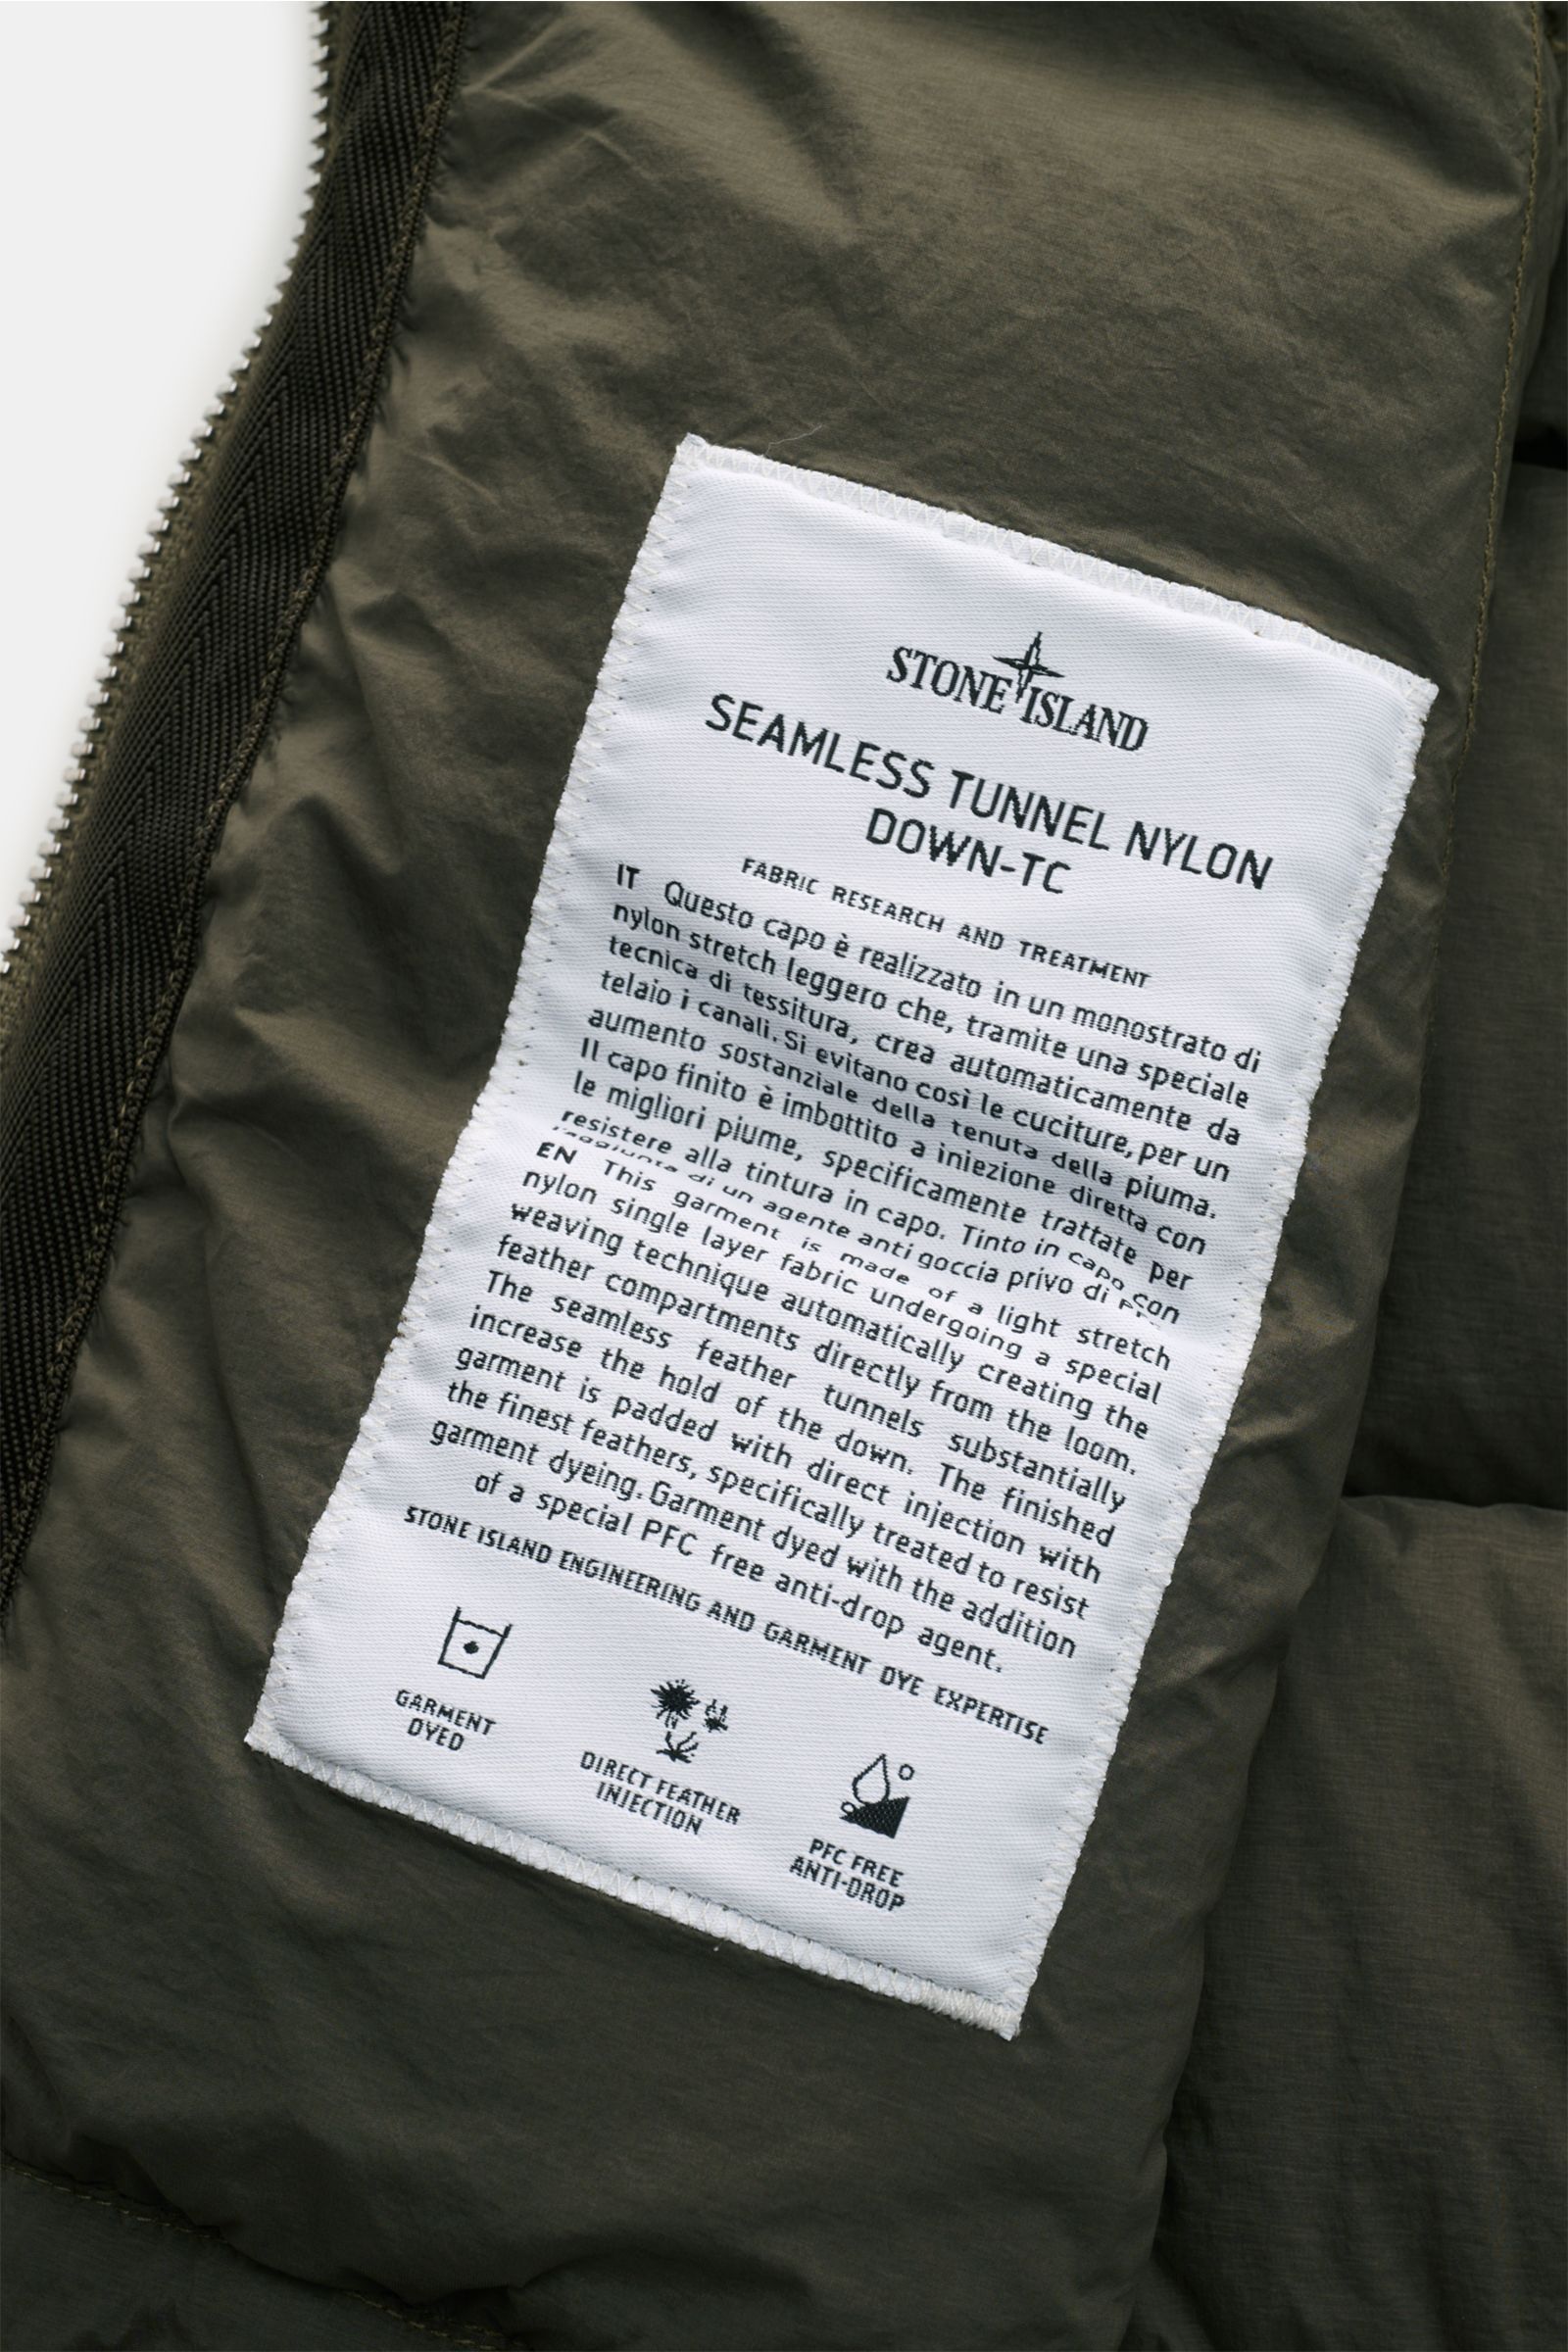 STONE ISLAND
SEAMLESS TUNNEL NYLON
DOWN-TC
FABRIC RESEARCH AND TREATMENT
IT Questo capo è realizzato in un monostrato di
nylon stretch leggero che, tramite una speciale
tecnica di tessitura, crea automaticamente da
telaio i canali. Si evitano così le cuciture, per un
aumento sostanziale della tenuta della piuma.
Il capo finito è imbottito a iniezione diretta con
le migliori piume, specificamente trattate per
resistere alla tintura in capo. Tinto in capo con
di un agente anti goccia privo di
EN This garment is made of a light stretch
nylon single layer fabric undergoing a special
weaving technique automatically creating the
feather compartments directly from the loom.
The seamless feather tunnels substantially
increase the hold of the down. The finished
garment is padded with direct injection with
the finest feathers, specifically treated to resist
garment dyeing. Garment dyed with the addition
of a special PFC free anti-drop agent.
STONE ISLAND ENGINEERING AND GARMENT DYE EXPERTISE
GARMENT
DYED
DIRECT FEATHER
INJECTION
PFC FREE
ANTI-DROP